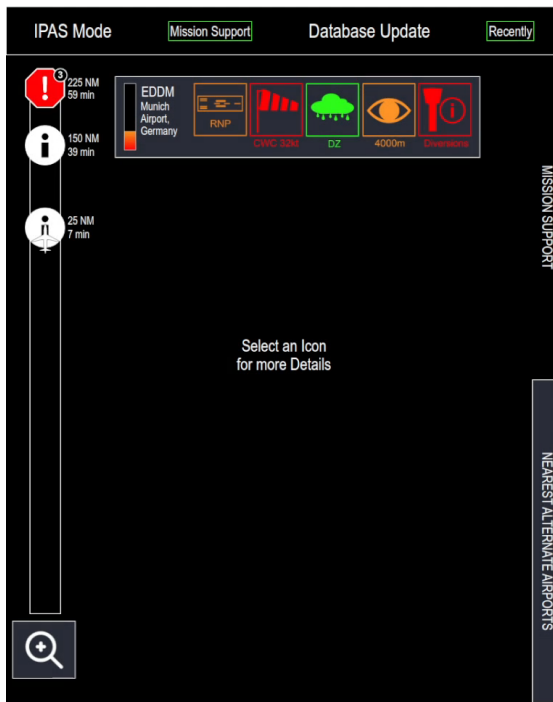 IPAS Mode
Mission Support
Database Update
Recently
3
225 NM
59 min
150 NM
39 min
25 NM
7 min
EDDM
Munich
Airport,
Germany
RNP
CWC 32kt
DZ
4000m
Diversions
Select an Icon
for more Details
MISSION SUPPORT
NEAREST ALTERNATE AIRPORTS